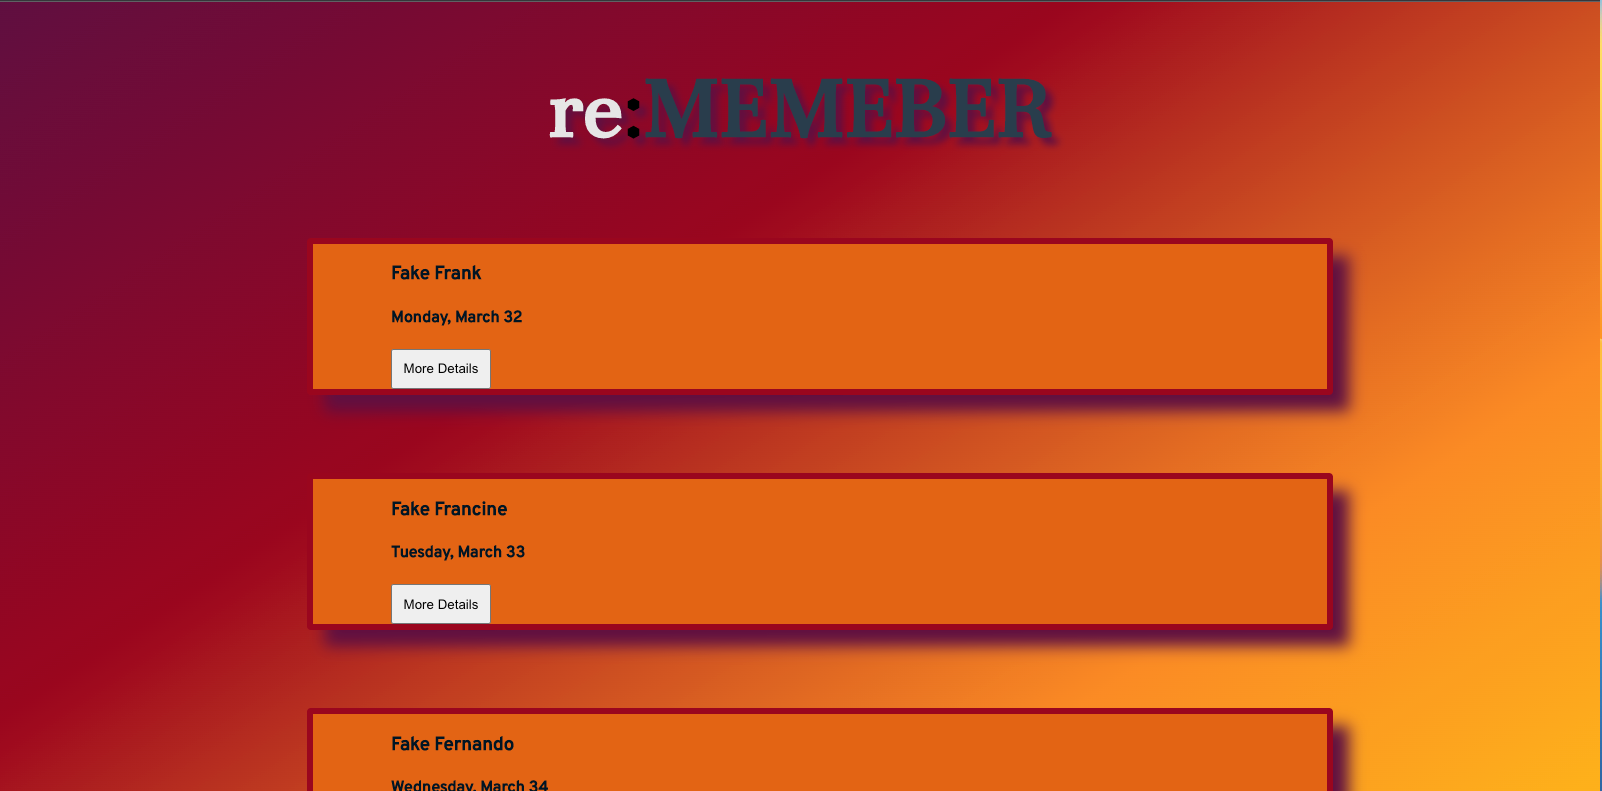 re:MEMEBER
Fake Frank
Monday, March 32
More Details
Fake Francine
Tuesday, March 33
More Details
Fake Fernando
Wednesday, March 34